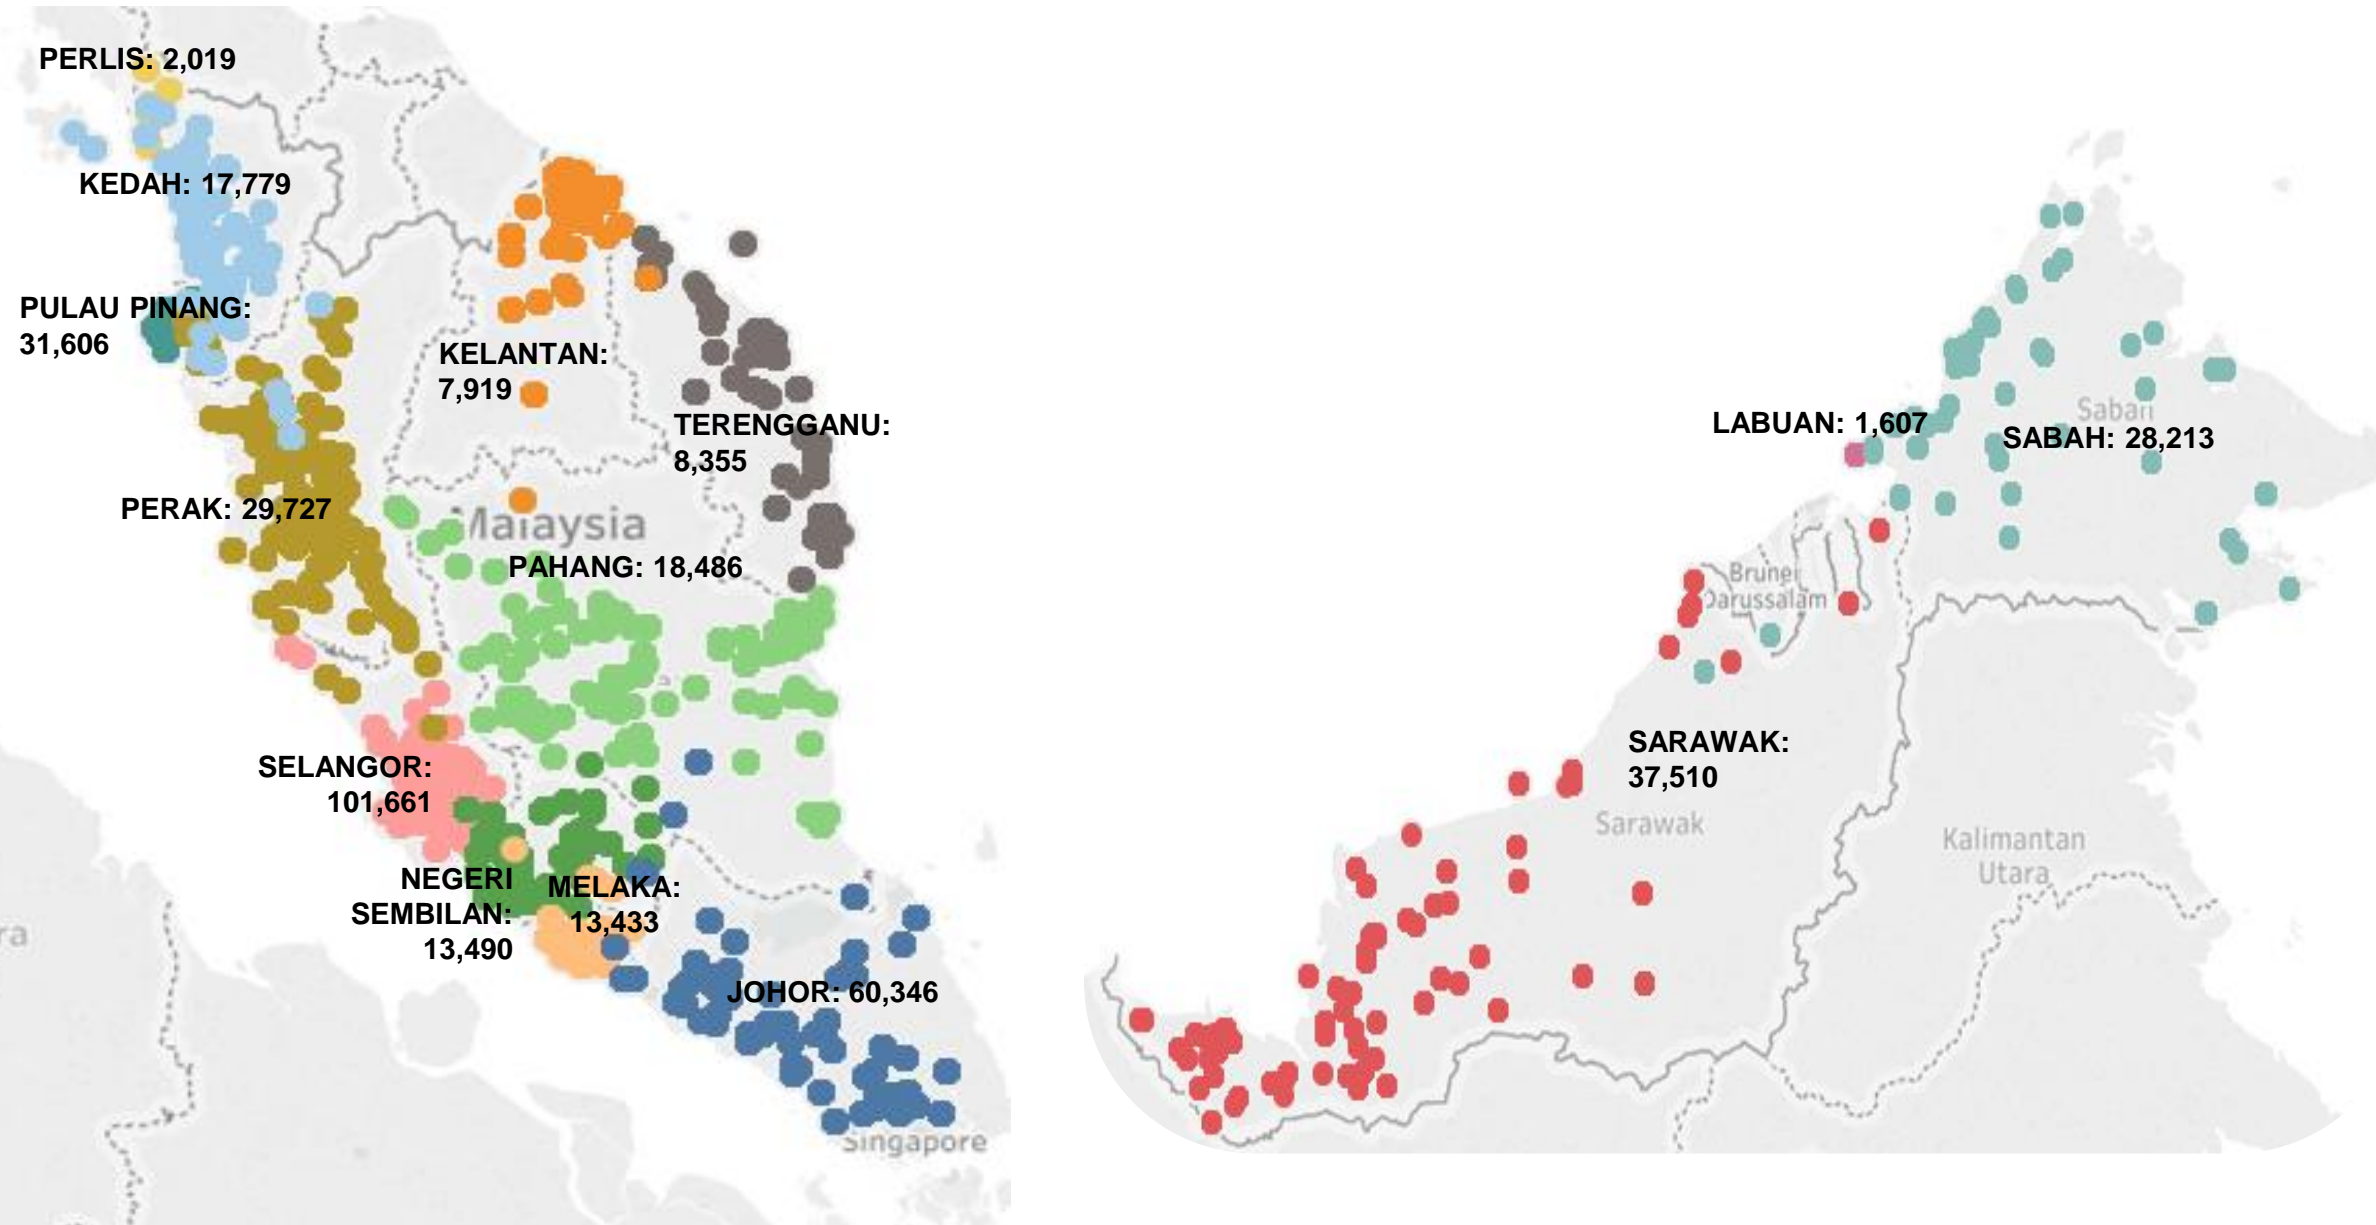 PERLIS: 2,019
KEDAH: 17,779
PULAU PINANG:
31,606
KELANTAN:
7,919
TERENGGANU:
8,355
PERAK: 29,727
Malaysia
PAHANG: 18,486
SELANGOR:
101,661
NEGERI
SEMBILAN:
13,490
MELAKA:
13,433
JOHOR: 60,346
Singapore
ra
LABUAN: 1,607
Sabah
SABAH: 28,213
Brunei
Darussalam
SARAWAK:
37,510
Sarawak
Kalimantan
Utara